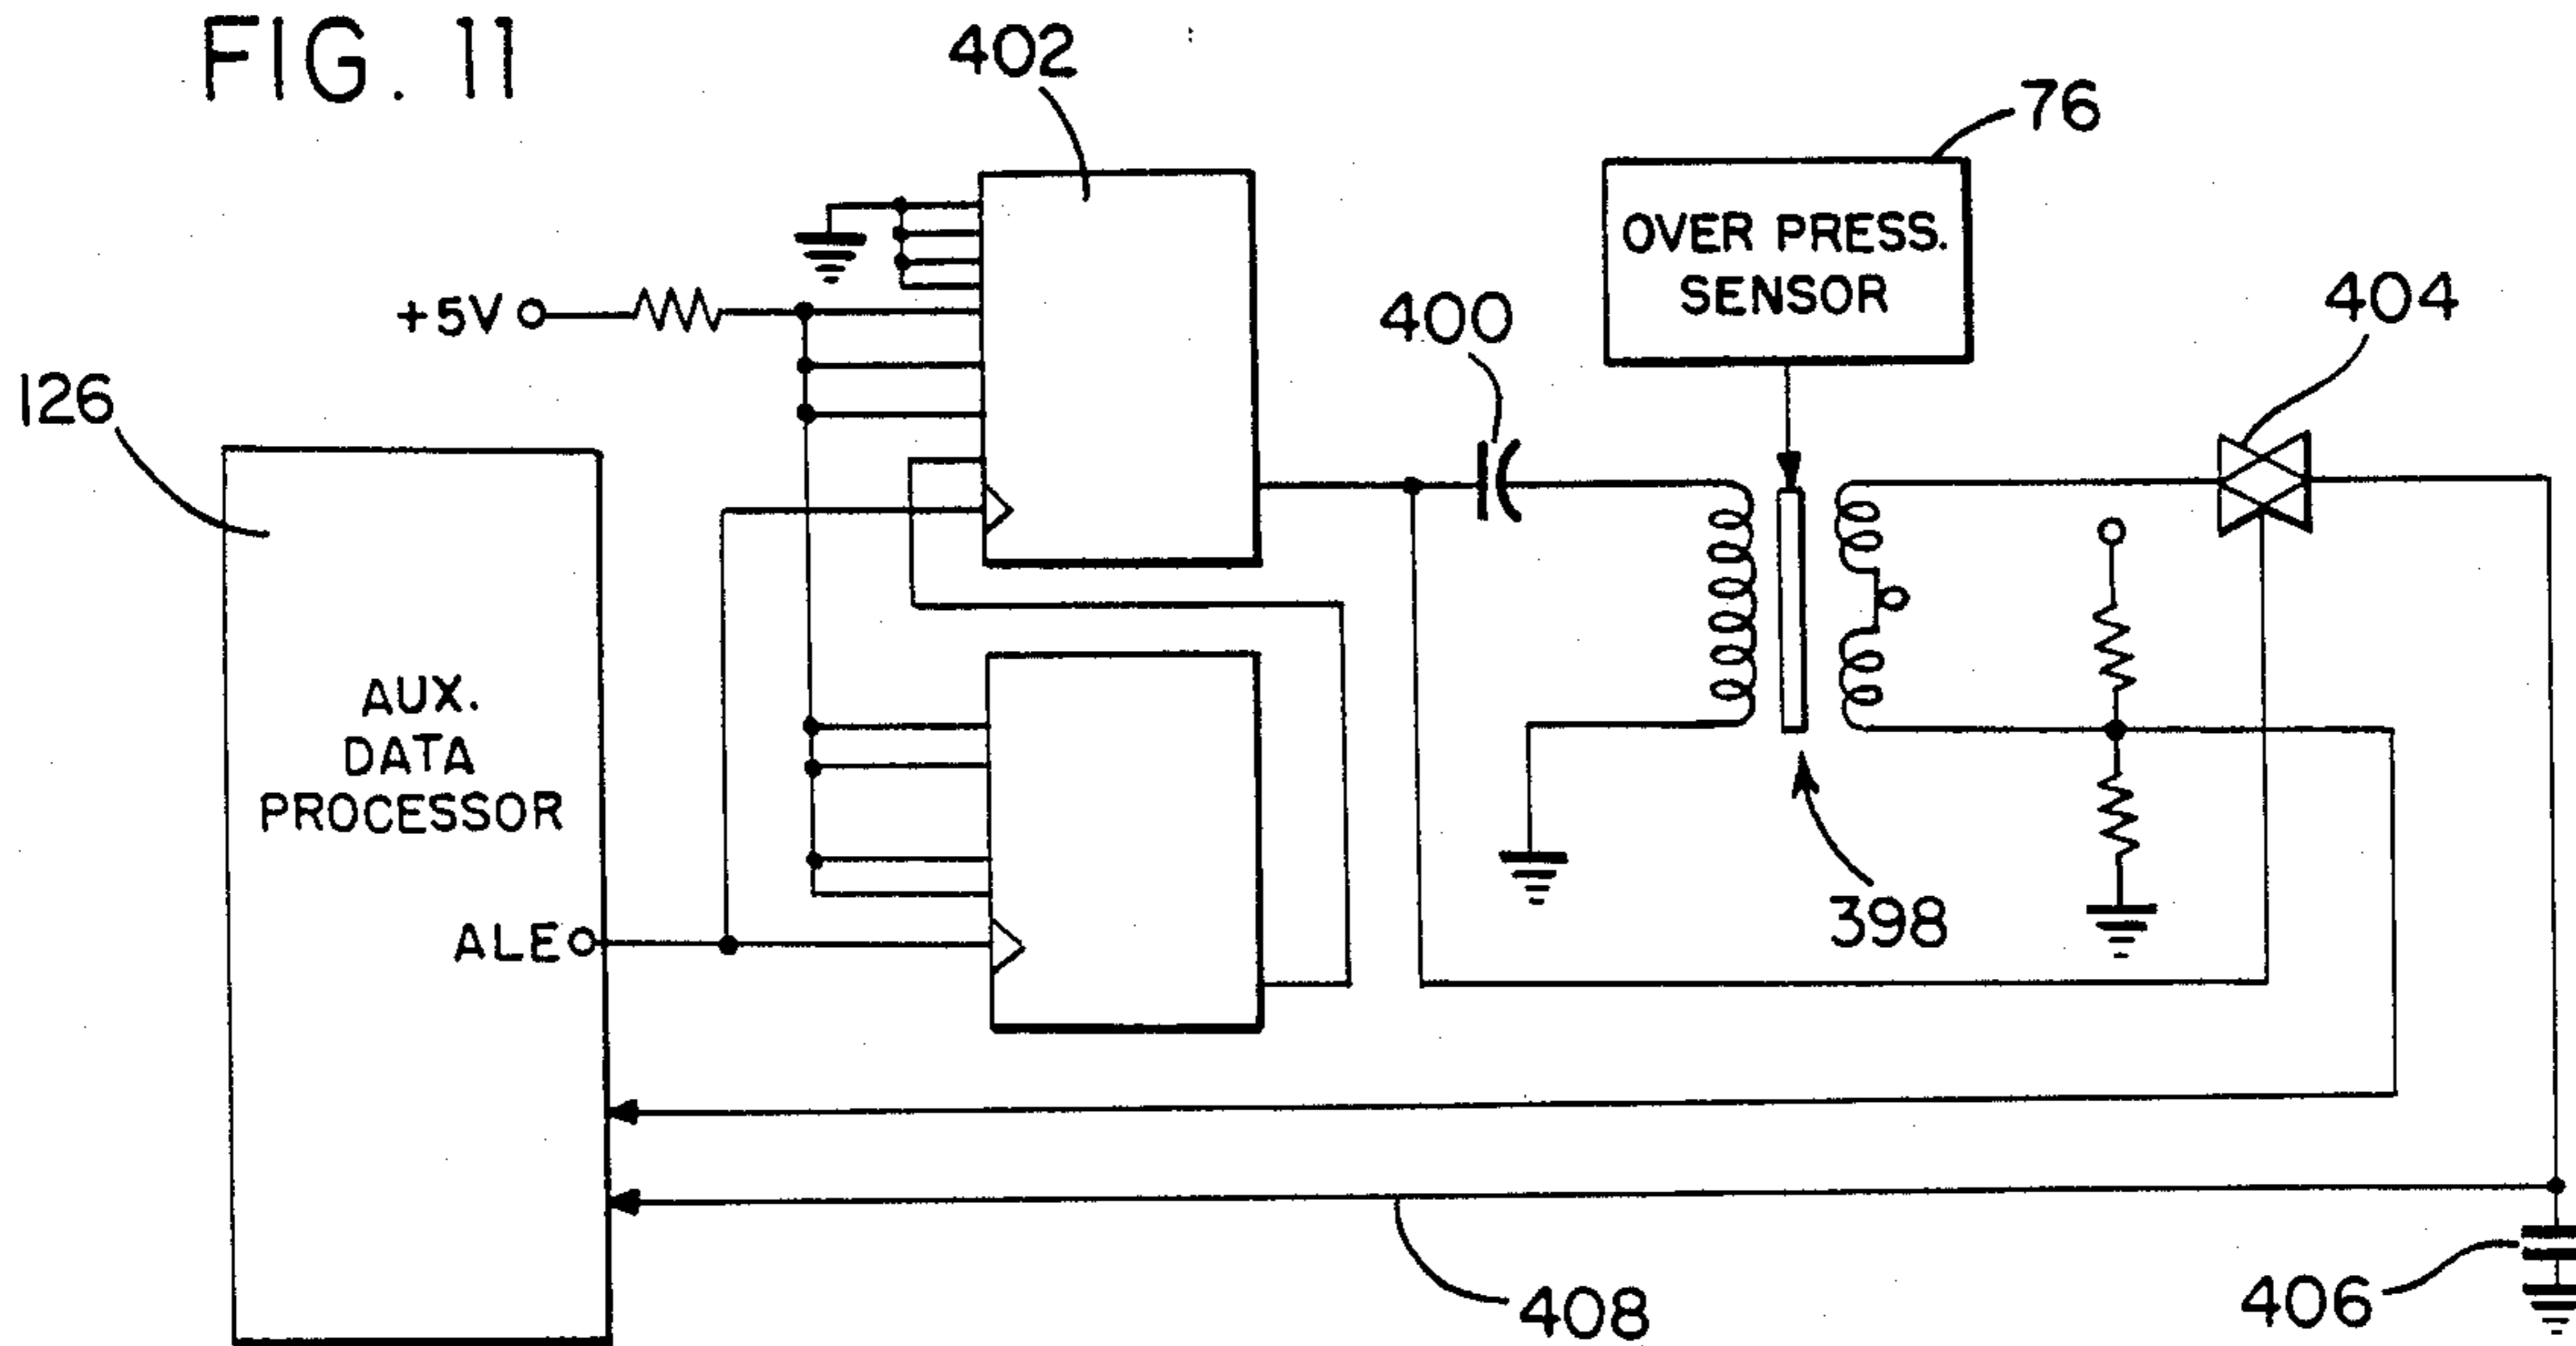 FIG. 11
402
76
OVER PRESS.
SENSOR
404
400
+5V
126
AUX.
DATA
PROCESSOR
ALE
398
408
406